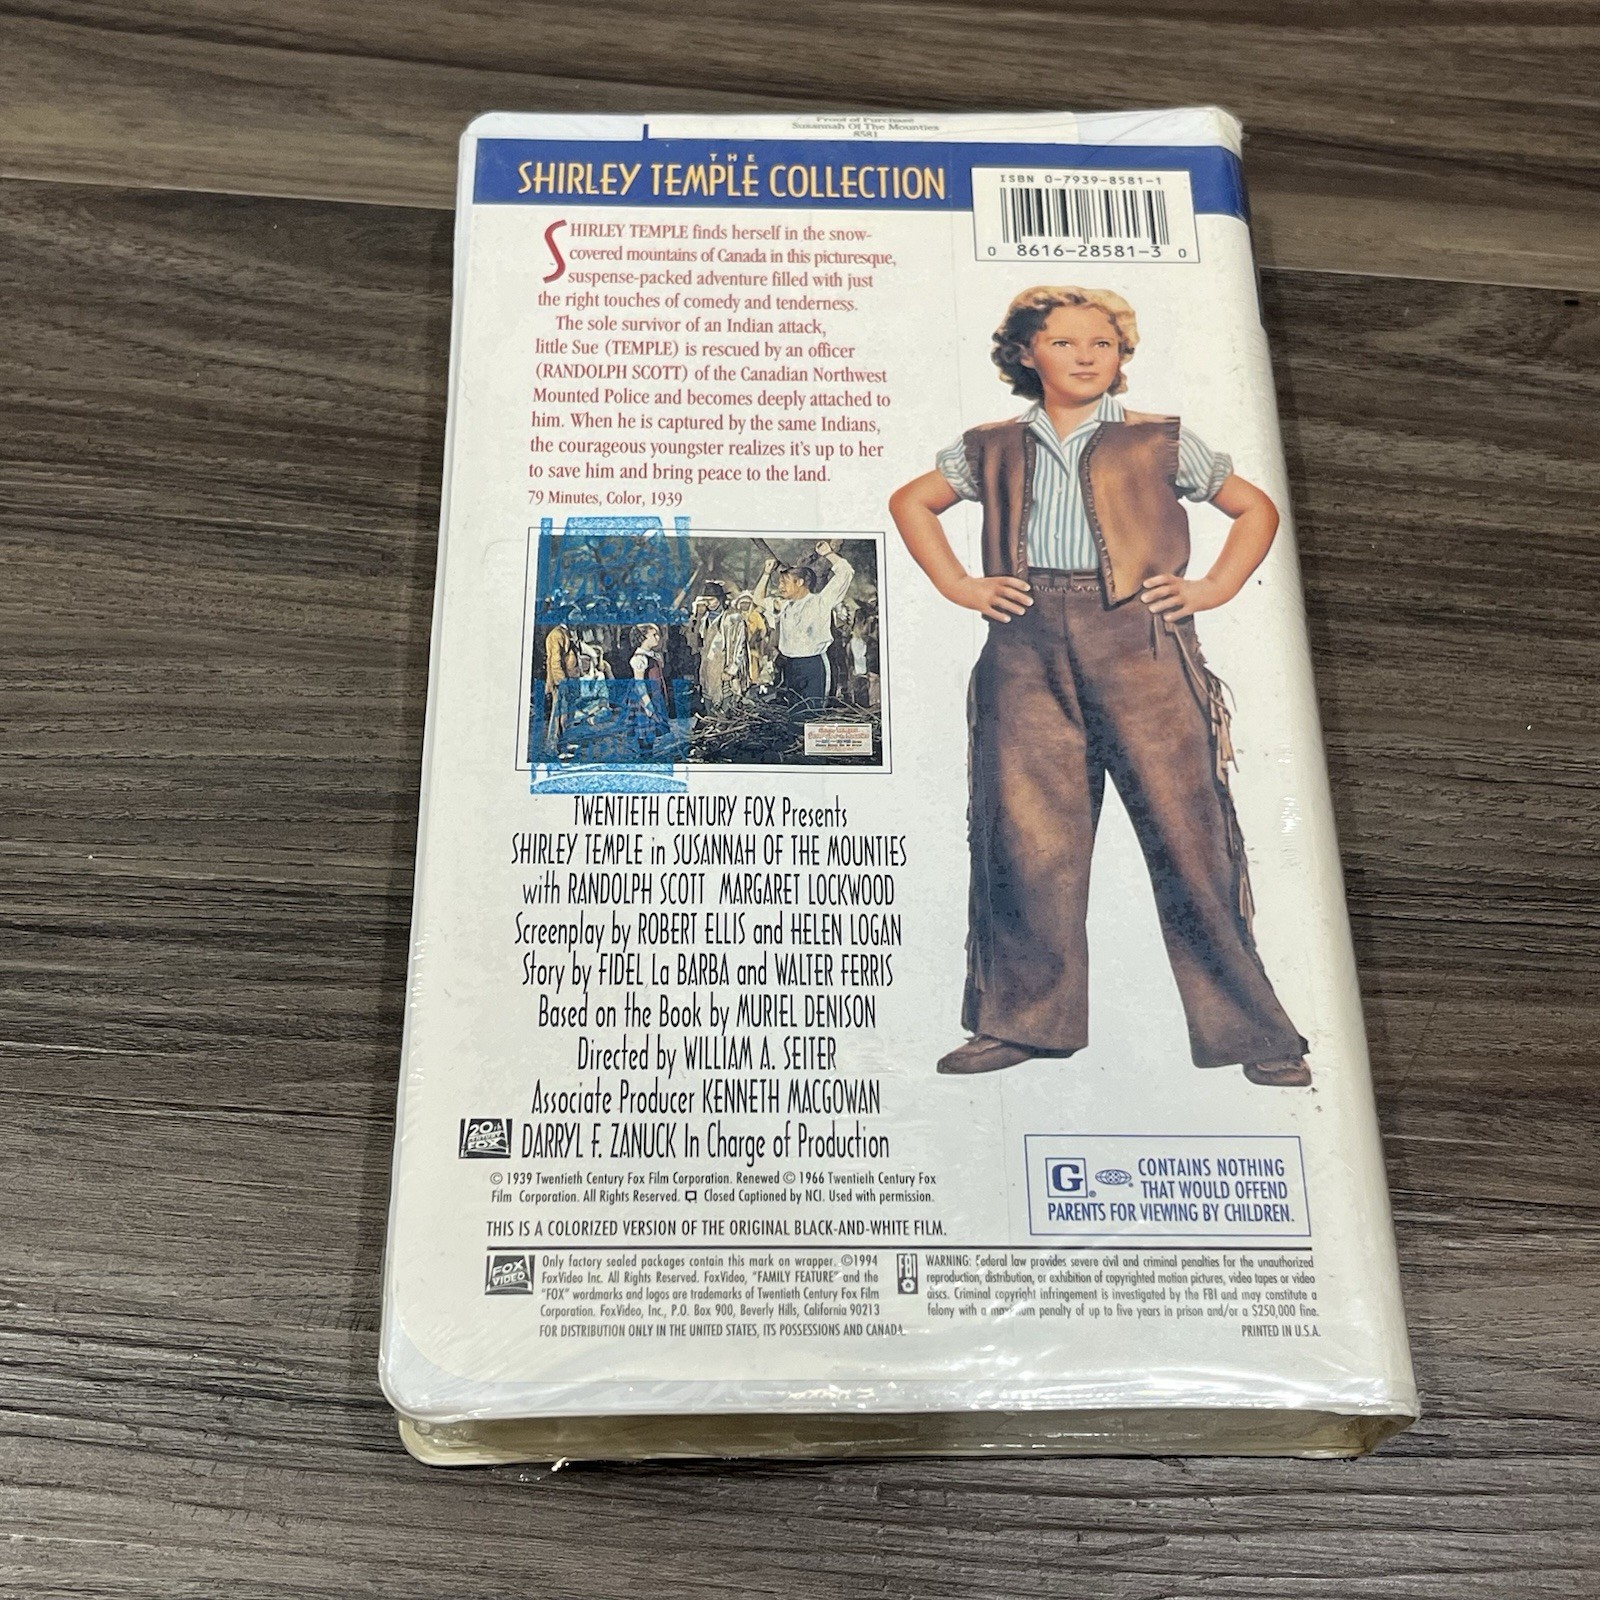 Proof of Purchase
Susannah Of The Mounties
8581
THE
SHIRLEY TEMPLE COLLECTION
ISBN 0-7939-8581-1
0 8616-28581-3 0
SHIRLEY TEMPLE finds herself in the snow-
covered mountains of Canada in this picturesque,
suspense-packed adventure filled with just
the right touches of comedy and tenderness.
The sole survivor of an Indian attack,
little Sue (TEMPLE) is rescued by an officer
(RANDOLPH SCOTT) of the Canadian Northwest
Mounted Police and becomes deeply attached to
him. When he is captured by the same Indians,
the courageous youngster realizes it's up to her
to save him and bring peace to the land.
79 Minutes, Color, 1939
FOX
VIDEO
TWENTIETH CENTURY FOX Presents
SHIRLEY TEMPLE in SUSANNAH OF THE MOUNTIES
with RANDOLPH SCOTT MARGARET LOCKWOOD
Screenplay by ROBERT ELLIS and HELEN LOGAN
Story by FIDEL La BARBA and WALTER FERRIS
Based on the Book by MURIEL DENISON
Directed by WILLIAM A. SEITER
Associate Producer KENNETH MACGOWAN
20th CENTURY FOX
DARRYL F. ZANUCK In Charge of Production
© 1939 Twentieth Century Fox Film Corporation. Renewed © 1966 Twentieth Century Fox
Film Corporation. All Rights Reserved. Closed Captioned by NCI. Used with permission.
THIS IS A COLORIZED VERSION OF THE ORIGINAL BLACK-AND-WHITE FILM.
G ® CONTAINS NOTHING
THAT WOULD OFFEND
PARENTS FOR VIEWING BY CHILDREN.
FOX
VIDEO
Only factory sealed packages contain this mark on wrapper. ©1994
FoxVideo Inc. All Rights Reserved. FoxVideo, "FAMILY FEATURE" and the
"FOX" wordmarks and logos are trademarks of Twentieth Century Fox Film
Corporation. FoxVideo, Inc., P.O. Box 900, Beverly Hills, California 90213
FOR DISTRIBUTION ONLY IN THE UNITED STATES, ITS POSSESSIONS AND CANADA.
FBI
WARNING: Federal law provides severe civil and criminal penalties for the unauthorized
reproduction, distribution, or exhibition of copyrighted motion pictures, video tapes or video
discs. Criminal copyright infringement is investigated by the FBI and may constitute a
felony with a maximum penalty of up to five years in prison and/or a $250,000 fine.
PRINTED IN U.S.A.